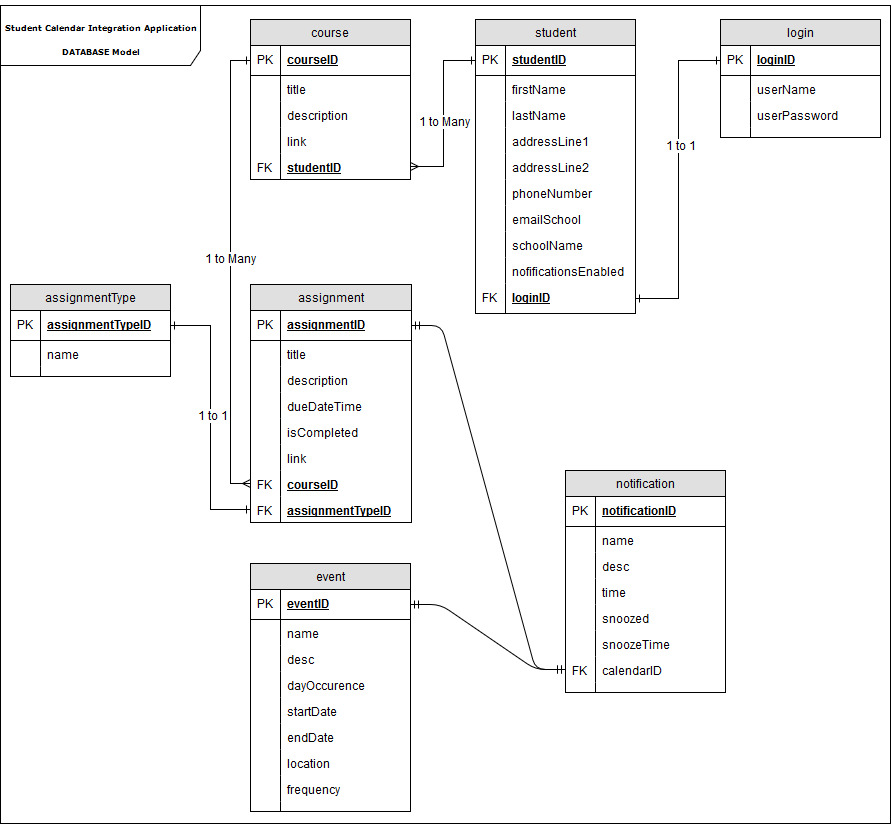 Student Calendar Integration Application
DATABASE Model
course
PK courseID
title
description
link
FK studentID
student
PK studentID
firstName
lastName
addressLine1
addressLine2
phoneNumber
emailSchool
schoolName
nofificationsEnabled
FK loginID
login
PK loginID
userName
userPassword
1 to Many
1 to 1
1 to Many
assignmentType
PK assignmentTypeID
name
1 to 1
assignment
PK assignmentID
title
description
dueDateTime
isCompleted
link
FK courseID
FK assignmentTypeID
notification
PK notificationID
name
desc
time
snoozed
snoozeTime
FK calendarID
event
PK eventID
name
desc
dayOccurence
startDate
endDate
location
frequency